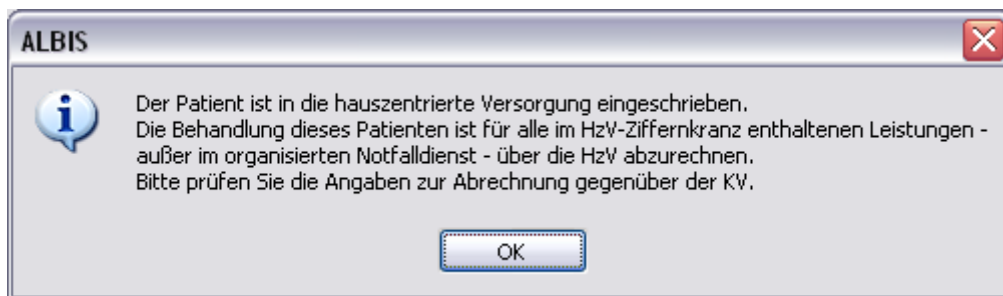 ALBIS
Der Patient ist in die hauszentrierte Versorgung eingeschrieben.
Die Behandlung dieses Patienten ist für alle im HzV-Ziffernkranz enthaltenen Leistungen -
außer im organisierten Notfalldienst - über die HzV abzurechnen.
Bitte prüfen Sie die Angaben zur Abrechnung gegenüber der KV.
OK